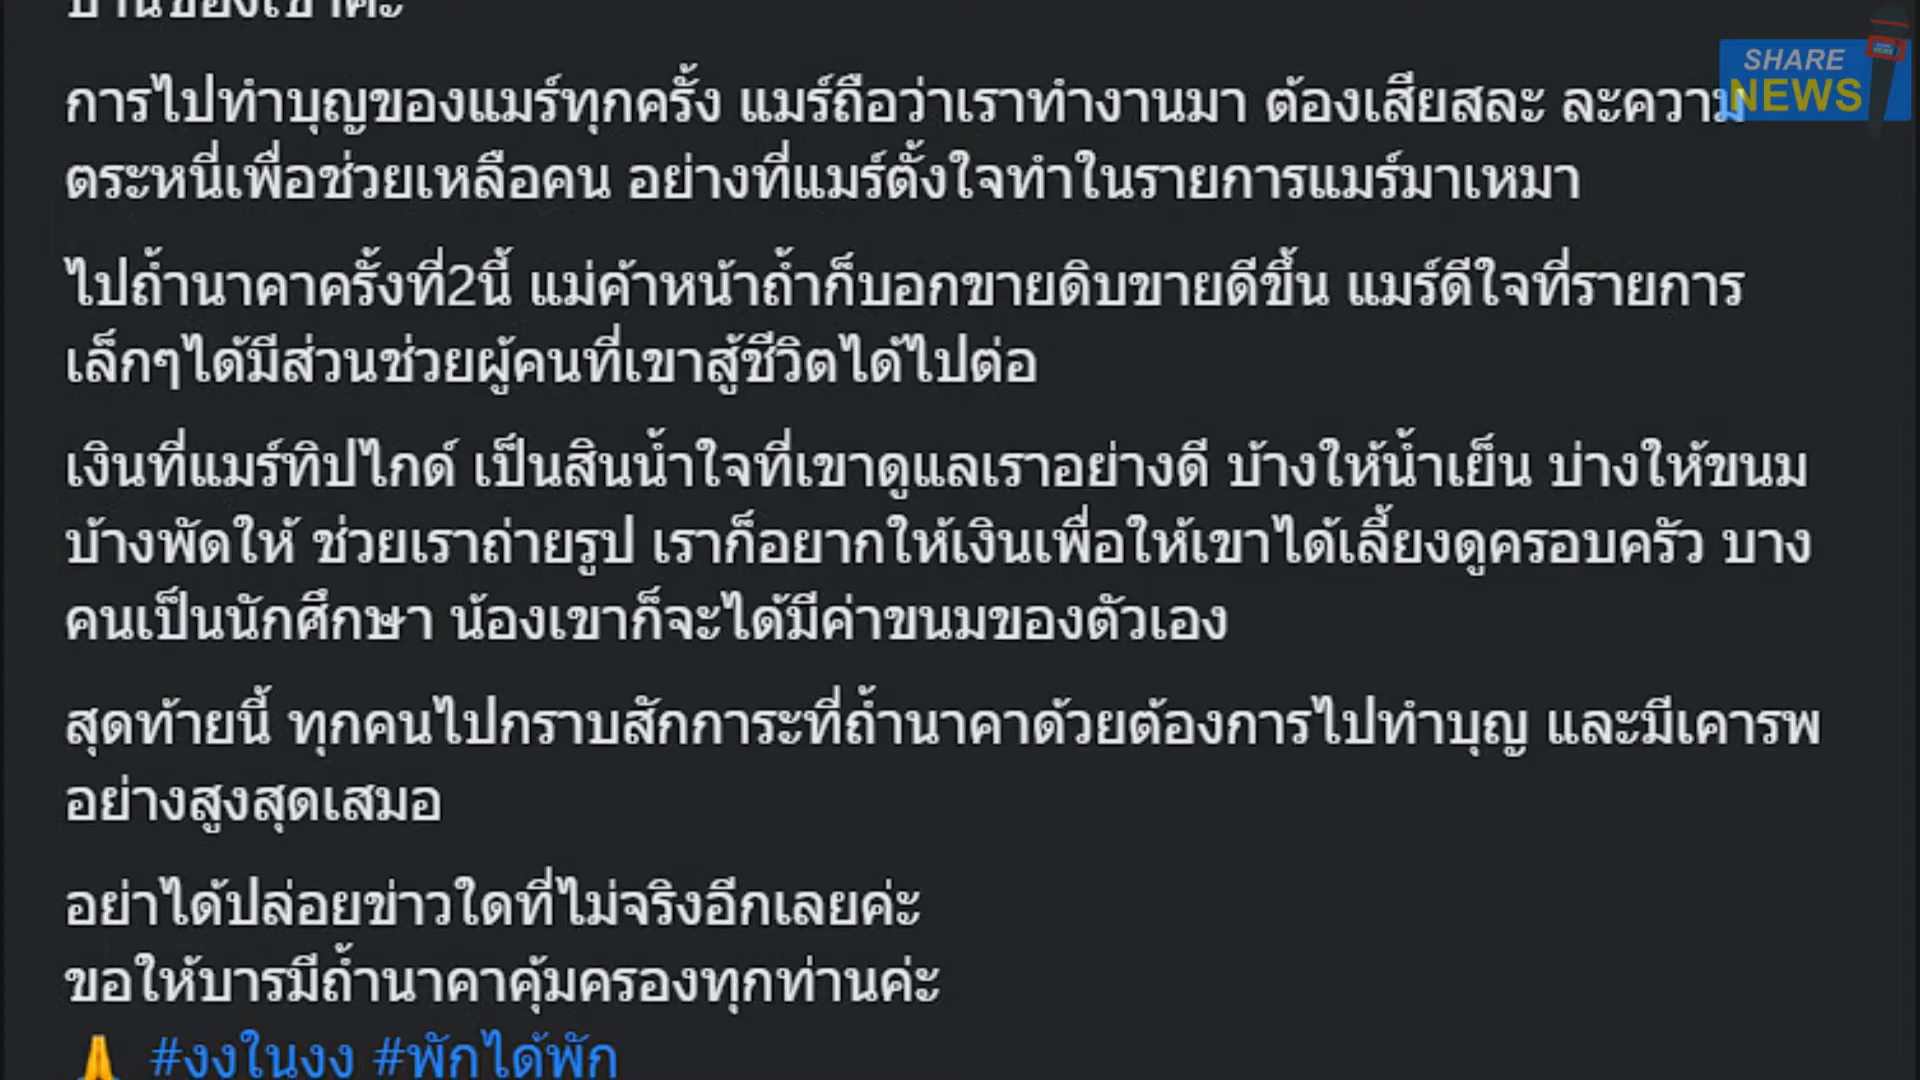 บ้านของเขาค่ะ
SHARE
NEWS
การไปทำบุญของแมร์ทุกครั้ง แมร์ถือว่าเราทำงานมา ต้องเสียสละ ละความ
ตระหนี่เพื่อช่วยเหลือคน อย่างที่แมร์ตั้งใจทำในรายการแมร์มาเหมา
ไปถ้ำนาคาครั้งที่2นี้ แม่ค้าหน้าถ้ำก็บอกขายดิบขายดีขึ้น แมร์ดีใจที่รายการ
เล็กๆได้มีส่วนช่วยผู้คนที่เขาสู้ชีวิตได้ไปต่อ
เงินที่แมร์ทิปไกด์ เป็นสินน้ำใจที่เขาดูแลเราอย่างดี บ้างให้น้ำเย็น บ่างให้ขนม
บ้างพัดให้ ช่วยเราถ่ายรูป เราก็อยากให้เงินเพื่อให้เขาได้เลี้ยงดูครอบครัว บาง
คนเป็นนักศึกษา น้องเขาก็จะได้มีค่าขนมของตัวเอง
สุดท้ายนี้ ทุกคนไปกราบสักการะที่ถ้ำนาคาด้วยต้องการไปทำบุญ และมีเคารพ
อย่างสูงสุดเสมอ
อย่าได้ปล่อยข่าวใดที่ไม่จริงอีกเลยค่ะ
ขอให้บารมีถ้ำนาคาคุ้มครองทุกท่านค่ะ
🙏 #งงในงง #พักได้พัก